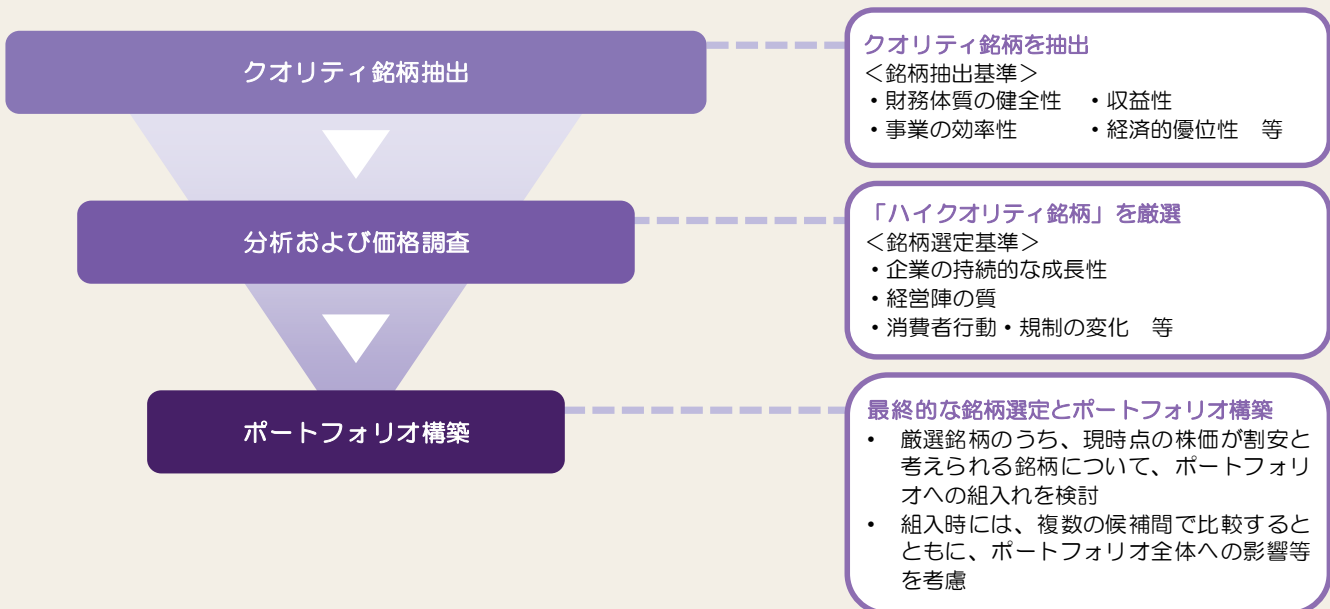 クオリティ銘柄抽出
クオリティ銘柄を抽出
＜銘柄抽出基準＞
・財務体質の健全性　・収益性
・事業の効率性　　　・経済的優位性　等
分析および価格調査
「ハイクオリティ銘柄」を厳選
＜銘柄選定基準＞
・企業の持続的な成長性
・経営陣の質
・消費者行動・規制の変化　等
ポートフォリオ構築
最終的な銘柄選定とポートフォリオ構築
• 厳選銘柄のうち、現時点の株価が割安と
考えられる銘柄について、ポートフォリ
オへの組入れを検討
• 組入時には、複数の候補間で比較すると
ともに、ポートフォリオ全体への影響等
を考慮